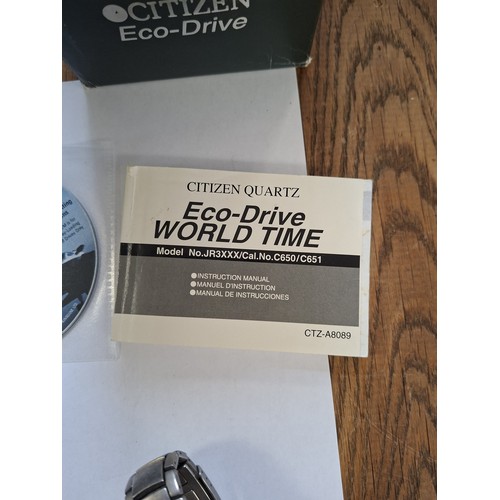 CITIZEN
Eco-Drive
CITIZEN QUARTZ
Eco-Drive
WORLD TIME
Model No.JR3XXX/Cal.No.C650/C651
●INSTRUCTION MANUAL
●MANUEL D'INSTRUCTION
●MANUAL DE INSTRUCCIONES
CTZ-A8089